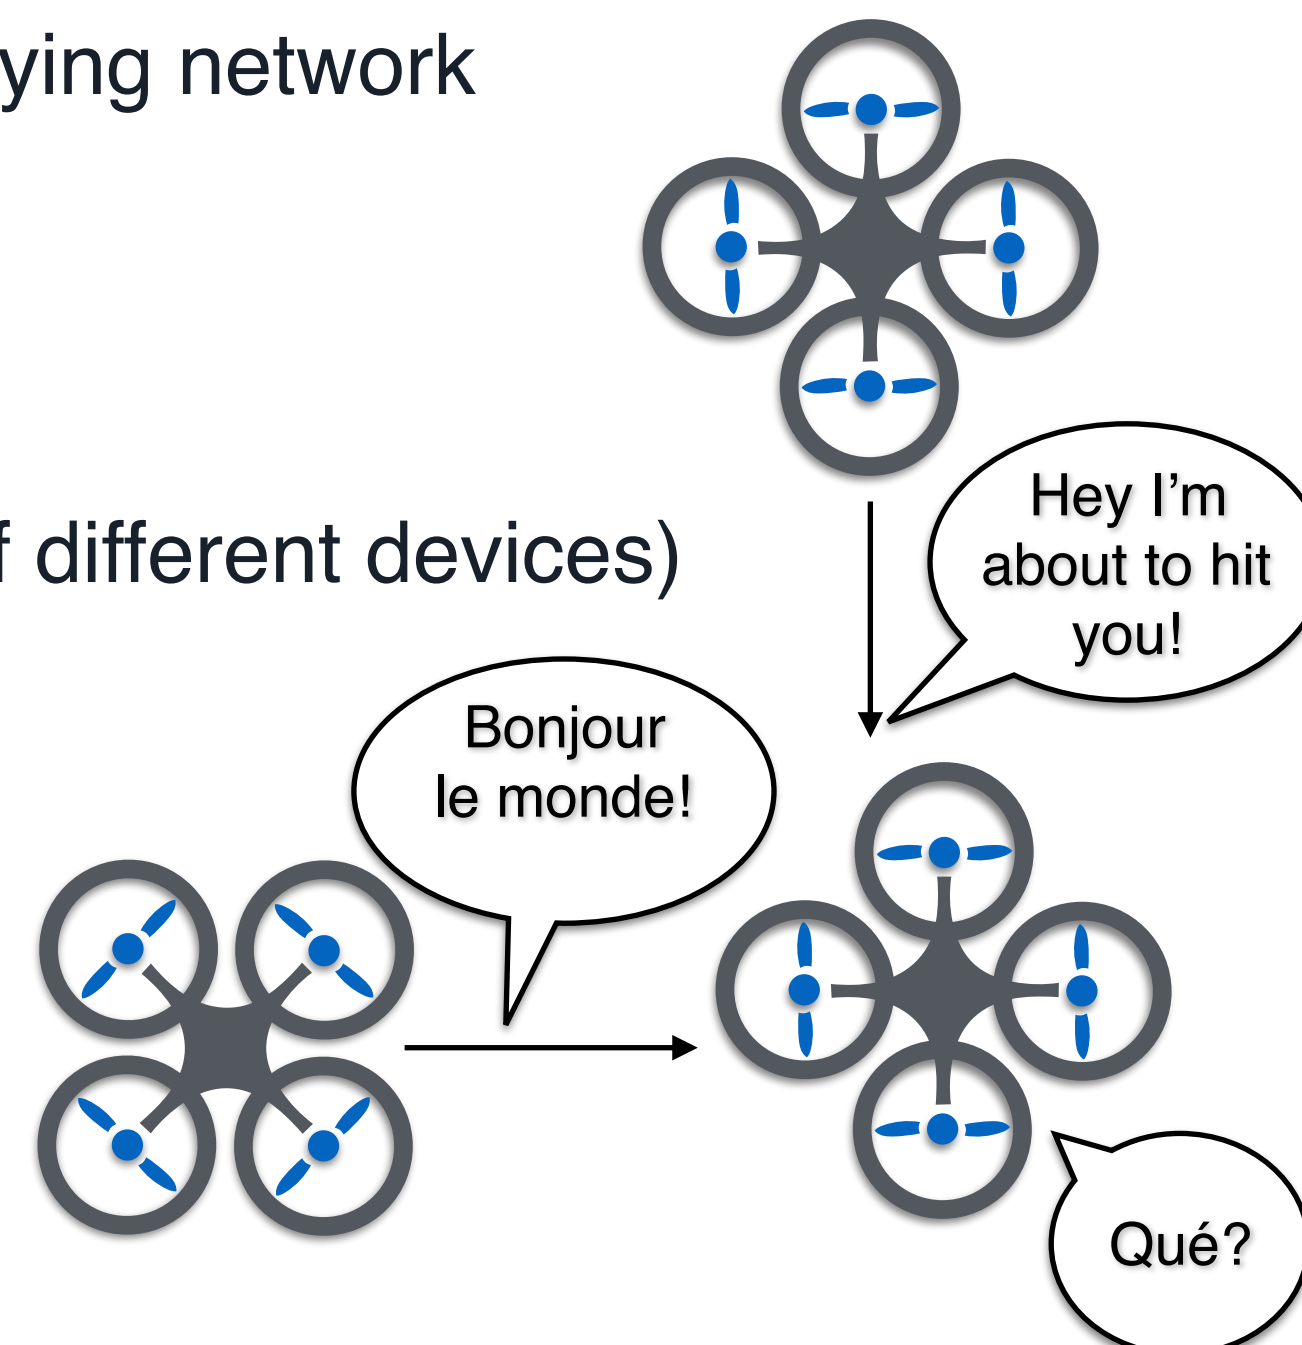 ying network
Hey I’m
about to hit
you!
different devices)
Bonjour
le monde!
Qué?